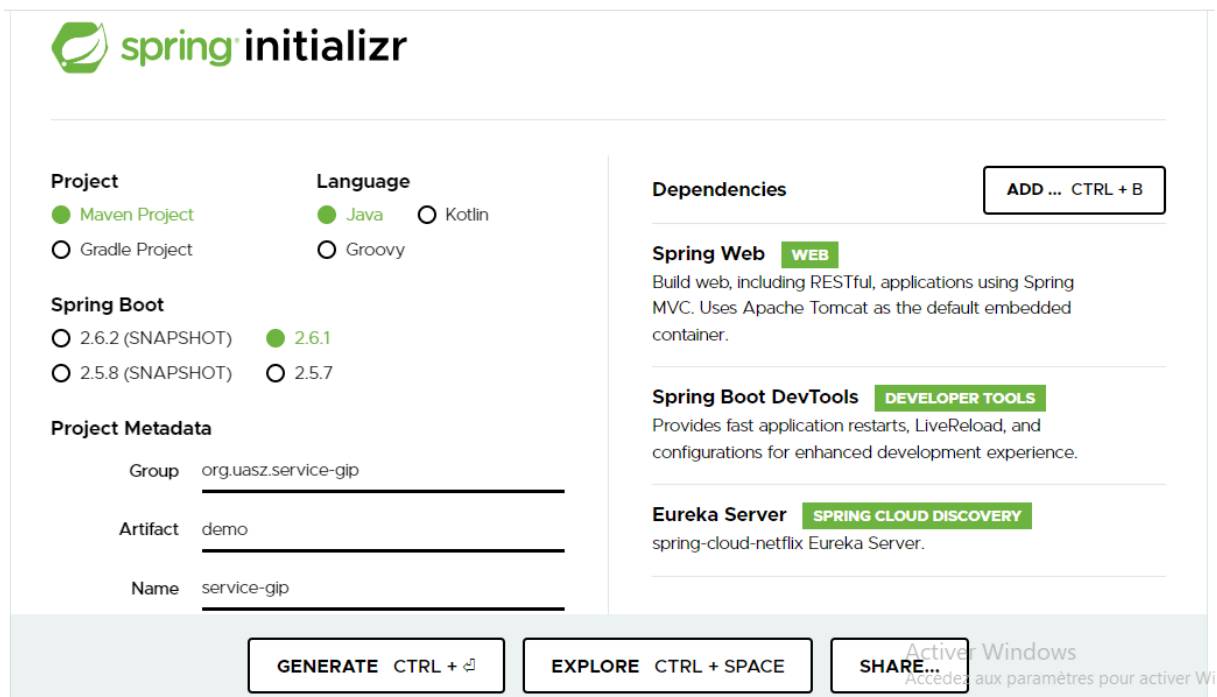 spring initializr
Project
Language
Maven Project
Java
Kotlin
Gradle Project
Groovy
Spring Boot
2.6.2 (SNAPSHOT)
2.6.1
2.5.8 (SNAPSHOT)
2.5.7
Project Metadata
Group
org.uasz.service-gip
Artifact
demo
Name
service-gip
Dependencies
ADD ... CTRL + B
Spring Web WEB
Build web, including RESTful, applications using Spring
MVC. Uses Apache Tomcat as the default embedded
container.
Spring Boot DevTools DEVELOPER TOOLS
Provides fast application restarts, LiveReload, and
configurations for enhanced development experience.
Eureka Server SPRING CLOUD DISCOVERY
spring-cloud-netflix Eureka Server.
GENERATE CTRL + ⏎
EXPLORE CTRL + SPACE
SHARE...
Activer Windows
Accédez aux paramètres pour activer Wi